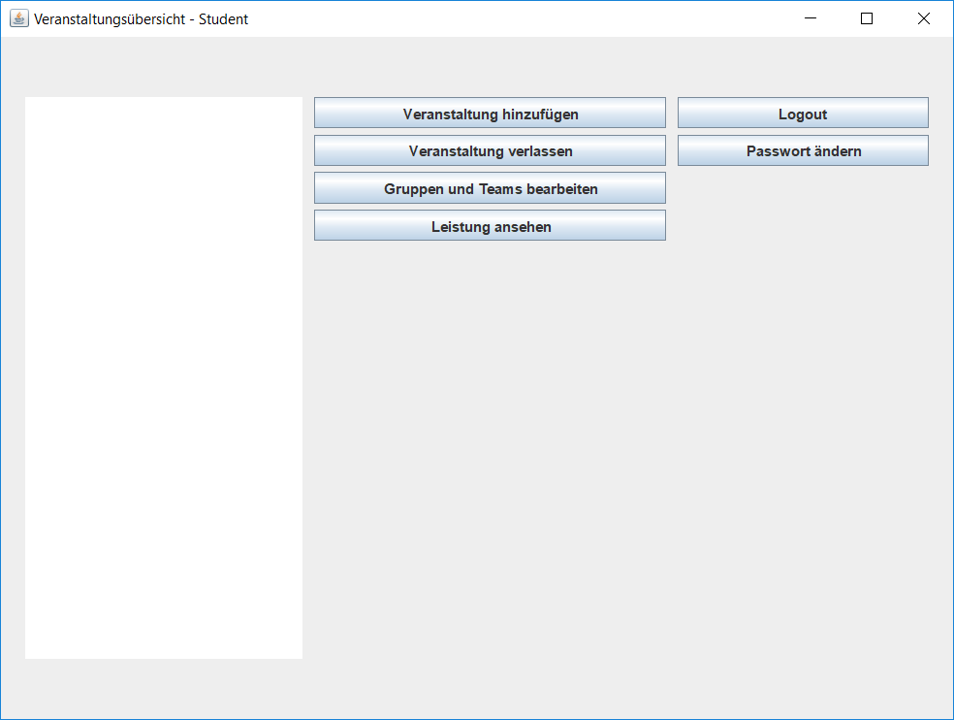 Veranstaltungsübersicht - Student
Veranstaltung hinzufügen
Logout
Veranstaltung verlassen
Passwort ändern
Gruppen und Teams bearbeiten
Leistung ansehen